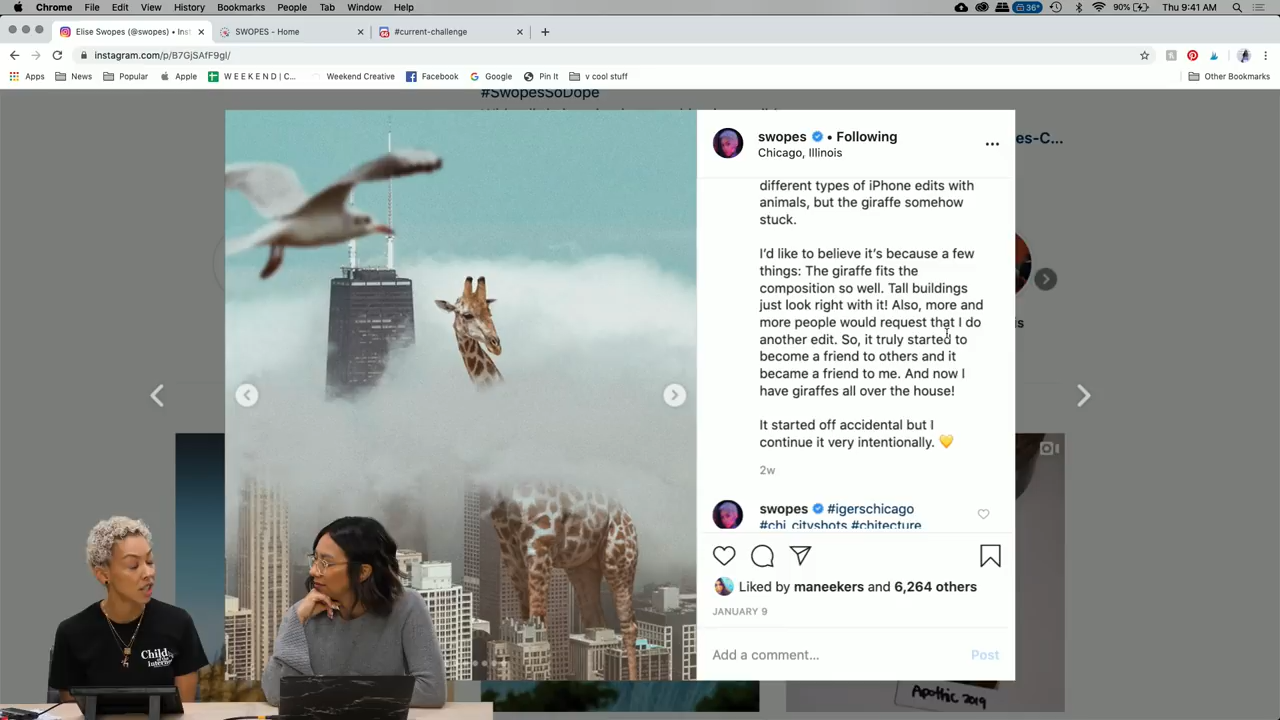 Chrome File Edit View History Bookmarks People Tab Window Help
36° 90% Thu 9:41 AM
Elise Swopes (@swopes) • Inst
SWOPES - Home
#current-challenge
instagram.com/p/B7GjSAfF9gI/
Apps News Popular Apple W E E K E N D | C... Weekend Creative Facebook Google Pin It v cool stuff Other Bookmarks
#SwopesSoDope
es-C...
swopes • Following
Chicago, Illinois
different types of iPhone edits with
animals, but the giraffe somehow
stuck.
I'd like to believe it's because a few
things: The giraffe fits the
composition so well. Tall buildings
just look right with it! Also, more and
more people would request that I do
another edit. So, it truly started to
become a friend to others and it
became a friend to me. And now I
have giraffes all over the house!
It started off accidental but I
continue it very intentionally. 💛
2w
swopes #igerschicago
#chi_cityshots #chitecture
Liked by maneekers and 6,264 others
JANUARY 9
Add a comment... Post
Child
Apothic 2019